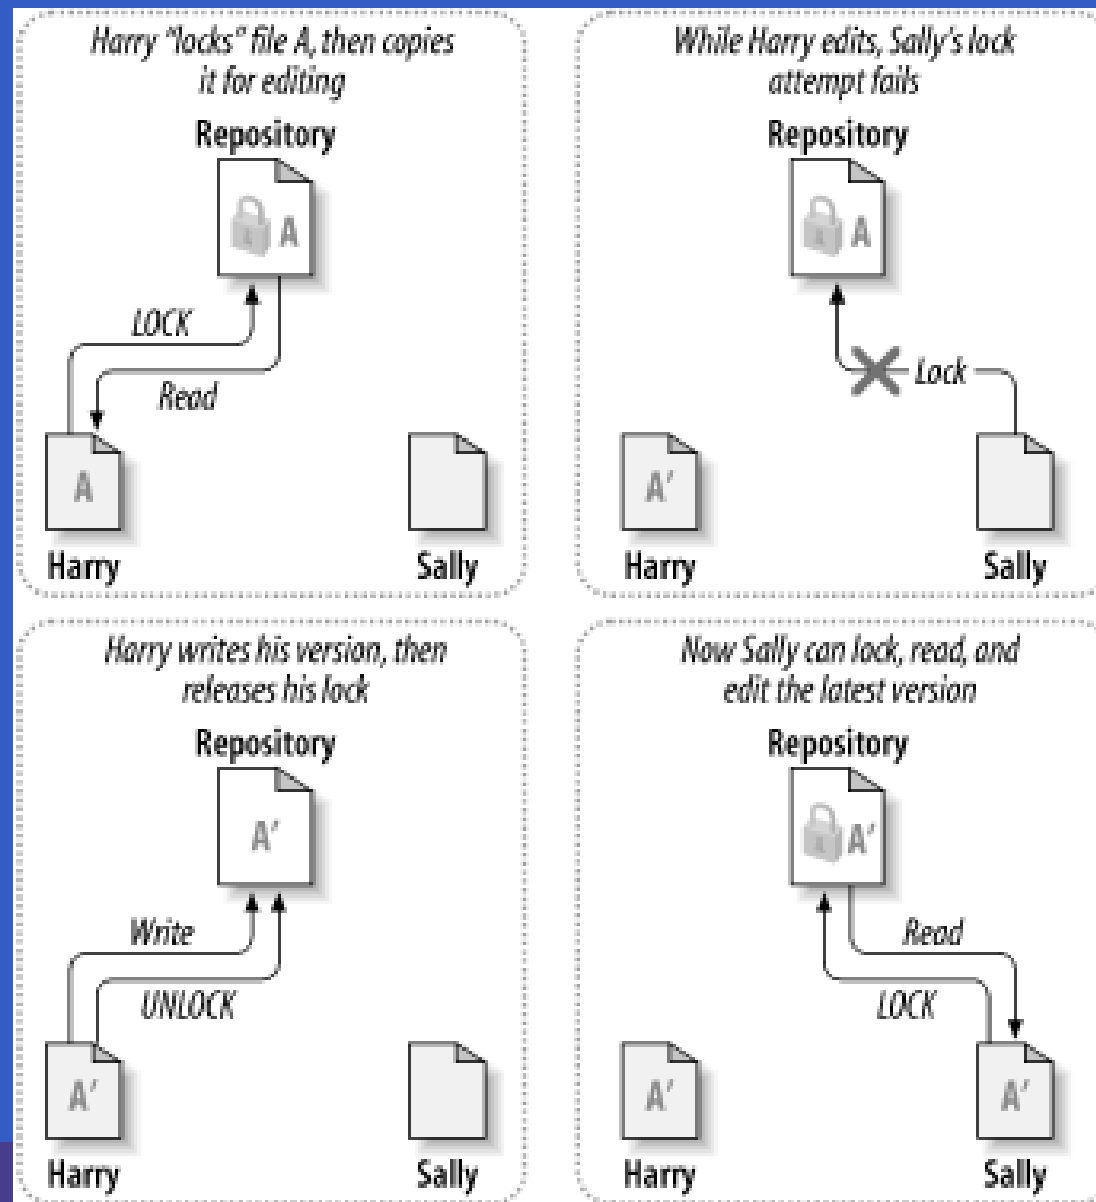 Harry “locks” file A, then copies
it for editing
Repository
A
LOCK
Read
A
Harry
Sally
While Harry edits, Sally’s lock
attempt fails
Repository
A
Lock
A′
Harry
Sally
Harry writes his version, then
releases his lock
Repository
A′
Write
UNLOCK
A′
Harry
Sally
Now Sally can lock, read, and
edit the latest version
Repository
A′
Read
LOCK
A′
Harry
A′
Sally